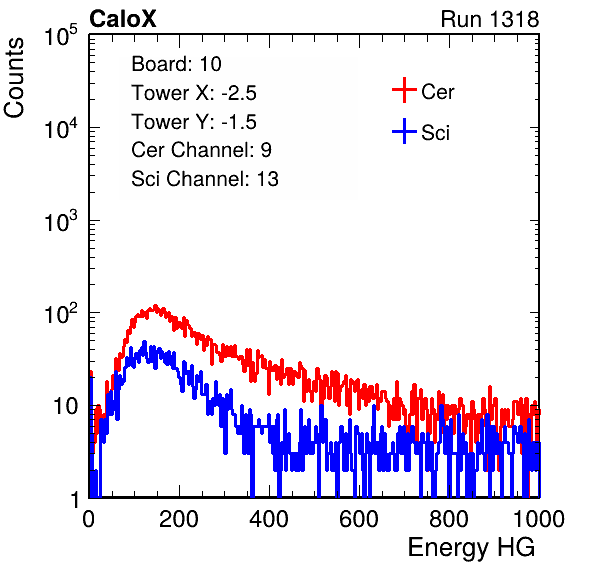 CaloX Run 1318
Counts
10^5
10^4
10^3
10^2
10
1
Board: 10
Tower X: -2.5
Tower Y: -1.5
Cer Channel: 9
Sci Channel: 13
Cer
Sci
0 200 400 600 800 1000
Energy HG